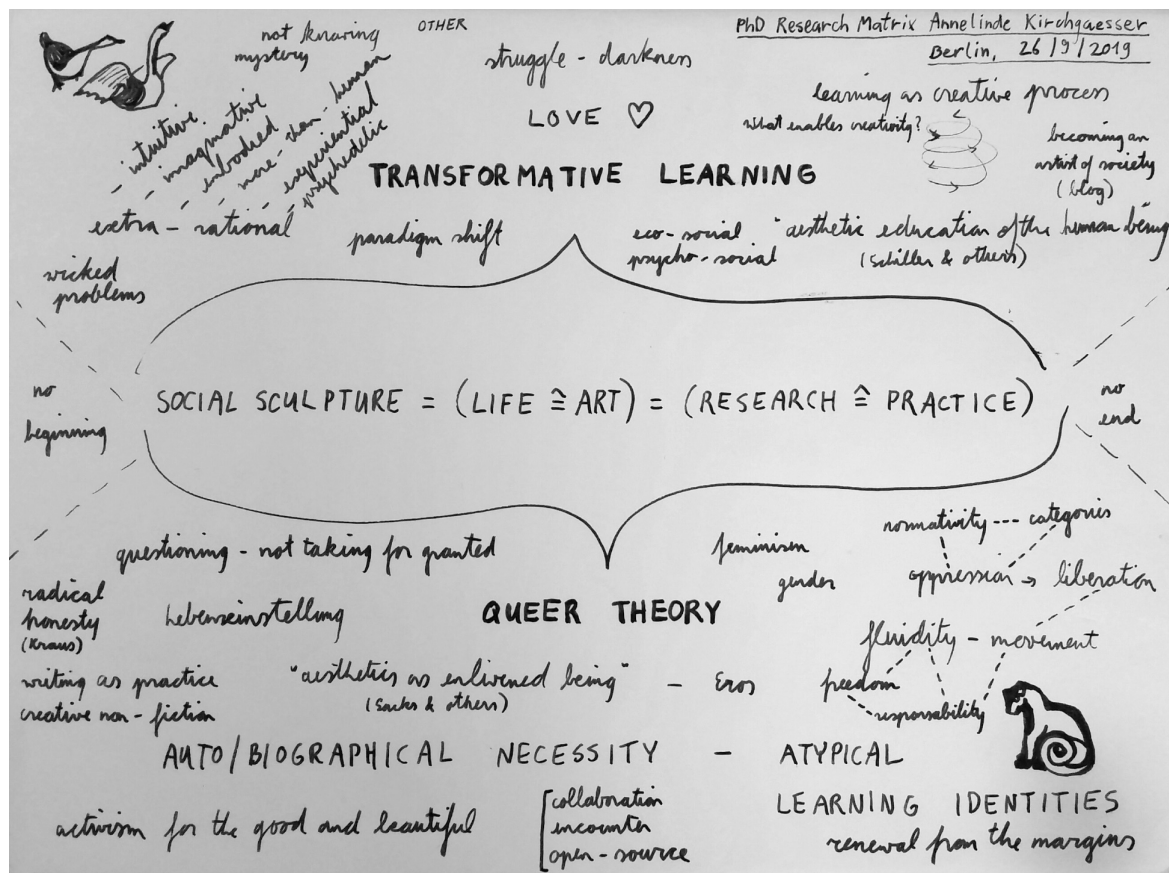 PhD Research Matrix Annelinde Kirchgaesser
Berlin, 26/9/2019
OTHER
not knowing
mystery
struggle - darkness
LOVE ♡
learning as creative process
What enables creativity?
becoming an
artist of society
(blog)
- intuitive
- imaginative
- embodied
- more-than-human
- experiential
- psychedelic
TRANSFORMATIVE LEARNING
extra - rational
paradigm shift
eco-social
psycho-social
"aesthetic education of the human being"
(Schiller & others)
wicked
problems
no
beginning
SOCIAL SCULPTURE = (LIFE ≙ ART) = (RESEARCH ≙ PRACTICE)
no
end
questioning - not taking for granted
feminism
gender
normativity --- categories
oppression → liberation
radical
honesty
(Kraus)
Lebenseinstellung
QUEER THEORY
fluidity - movement
freedom
responsability
writing as practice
creative non-fiction
"aesthetics as enlivened being" - Eros
(Sacks & others)
AUTO/BIOGRAPHICAL NECESSITY - ATYPICAL
LEARNING IDENTITIES
activism for the good and beautiful
collaboration
encounter
open-source
renewal from the margins